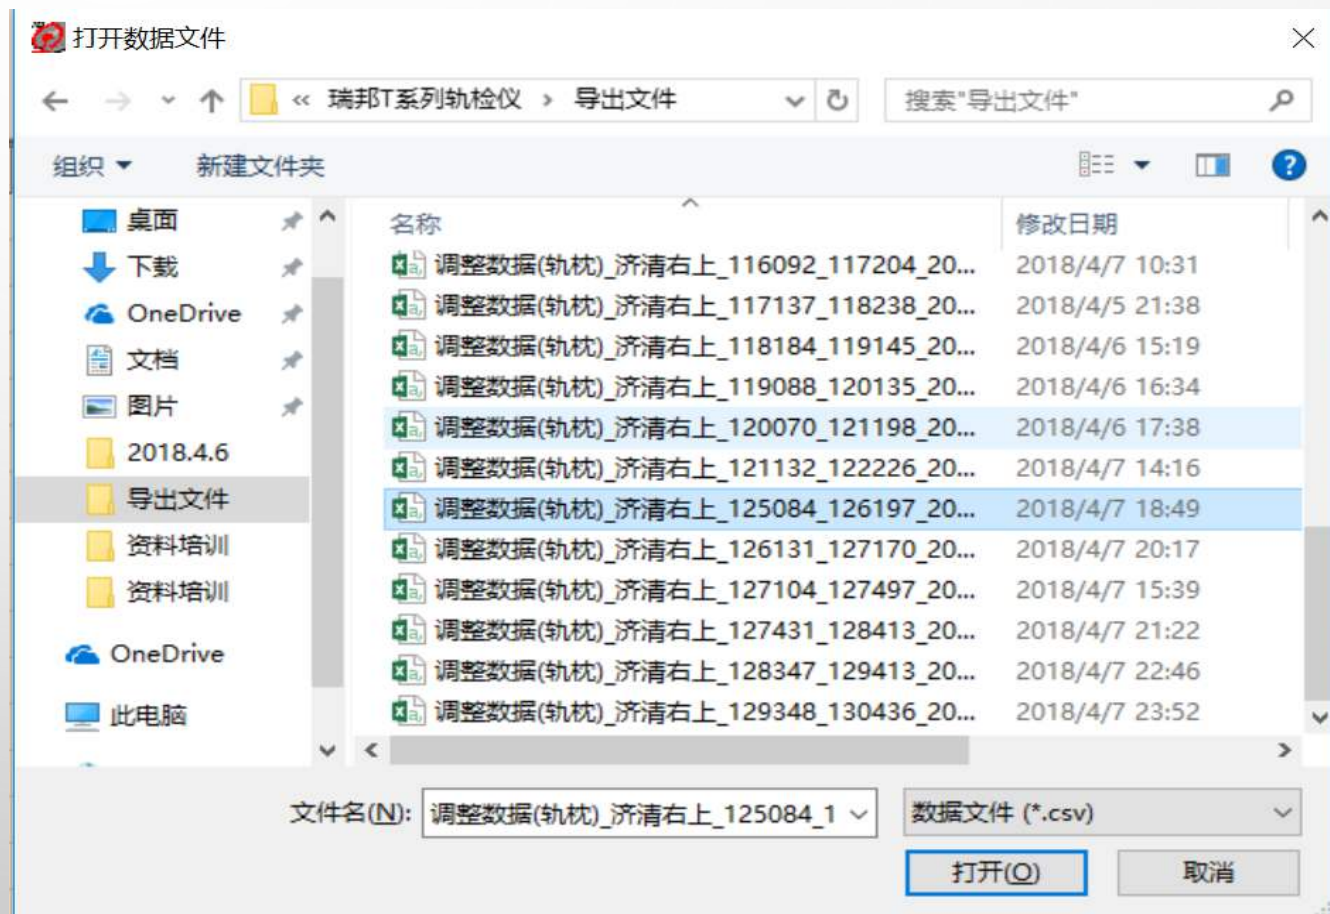 打开数据文件
« 瑞邦T系列轨检仪 › 导出文件
搜索"导出文件"
组织
新建文件夹
桌面
下载
OneDrive
文档
图片
2018.4.6
导出文件
资料培训
资料培训
OneDrive
此电脑
名称 修改日期
调整数据(轨枕)_济清右上_116092_117204_20... 2018/4/7 10:31
调整数据(轨枕)_济清右上_117137_118238_20... 2018/4/5 21:38
调整数据(轨枕)_济清右上_118184_119145_20... 2018/4/6 15:19
调整数据(轨枕)_济清右上_119088_120135_20... 2018/4/6 16:34
调整数据(轨枕)_济清右上_120070_121198_20... 2018/4/6 17:38
调整数据(轨枕)_济清右上_121132_122226_20... 2018/4/7 14:16
调整数据(轨枕)_济清右上_125084_126197_20... 2018/4/7 18:49
调整数据(轨枕)_济清右上_126131_127170_20... 2018/4/7 20:17
调整数据(轨枕)_济清右上_127104_127497_20... 2018/4/7 15:39
调整数据(轨枕)_济清右上_127431_128413_20... 2018/4/7 21:22
调整数据(轨枕)_济清右上_128347_129413_20... 2018/4/7 22:46
调整数据(轨枕)_济清右上_129348_130436_20... 2018/4/7 23:52
文件名(N): 调整数据(轨枕)_济清右上_125084_1
数据文件 (*.csv)
打开(O)
取消